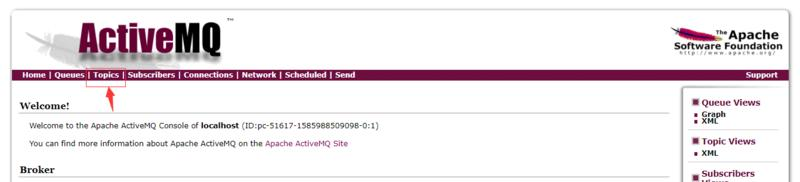 ActiveMQ™
The Apache
Software Foundation
http://www.apache.org/
Home | Queues | Topics | Subscribers | Connections | Network | Scheduled | Send
Support
Welcome!
Welcome to the Apache ActiveMQ Console of localhost (ID:pc-51617-1585988509098-0:1)
You can find more information about Apache ActiveMQ on the Apache ActiveMQ Site
Broker
Queue Views
Graph
XML
Topic Views
XML
Subscribers
Views